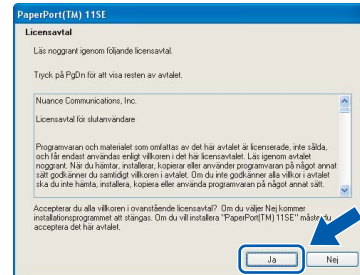 PaperPort(TM) 11SE
Licensavtal
Läs noggrant igenom följande licensavtal.
Tryck på PgDn för att visa resten av avtalet.
Nuance Communications, Inc.
Licensavtal för slutanvändare
Programvaran och materialet som omfattas av det här avtalet är licenserade, inte sålda,
och får endast användas enligt villkoren i det här licensavtalet. Läs igenom avtalet
noggrant. När du hämtar, installerar, kopierar eller använder programvaran på något annat
sätt godkänner du samtidigt villkoren i avtalet. Om du inte godkänner alla villkor i avtalet
ska du inte hämta, installera, kopiera eller använda programvaran på något annat sätt.
Accepterar du alla villkoren i ovanstående licensavtal? Om du väljer Nej kommer
installationsprogrammet att stängas. Om du vill installera "PaperPort(TM) 11SE" måste du
acceptera det här avtalet.
Ja
Nej